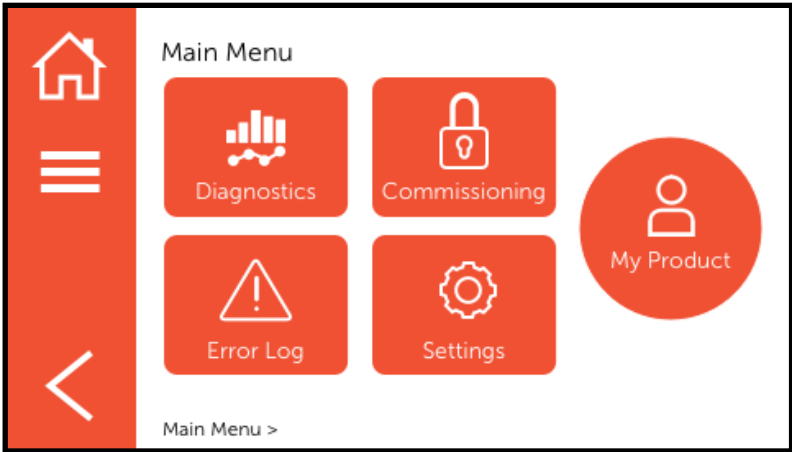 Main Menu
Diagnostics
Commissioning
My Product
Error Log
Settings
Main Menu >